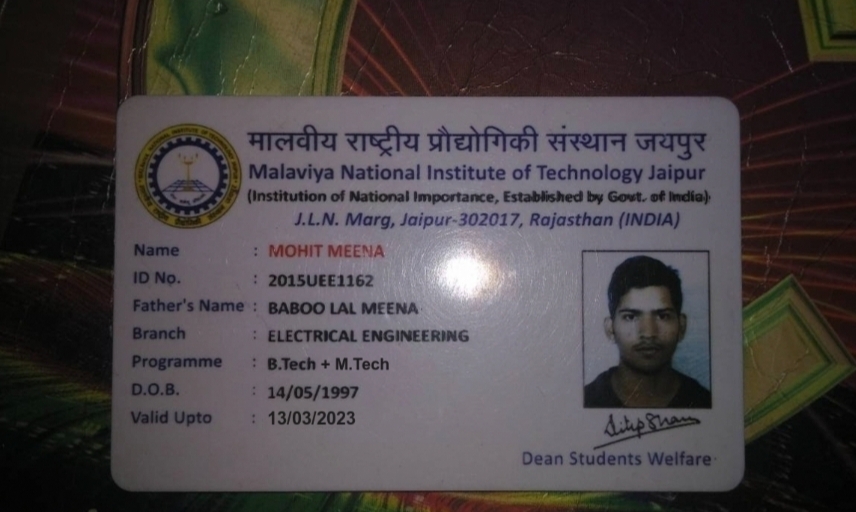 मालवीय राष्ट्रीय प्रौद्योगिकी संस्थान जयपुर
Malaviya National Institute of Technology Jaipur
(Institution of National Importance, Established by Govt. of India)
J.L.N. Marg, Jaipur-302017, Rajasthan (INDIA)
Name : MOHIT MEENA
ID No. : 2015UEE1162
Father's Name : BABOO LAL MEENA
Branch : ELECTRICAL ENGINEERING
Programme : B.Tech + M.Tech
D.O.B. : 14/05/1997
Valid Upto : 13/03/2023
Dean Students Welfare